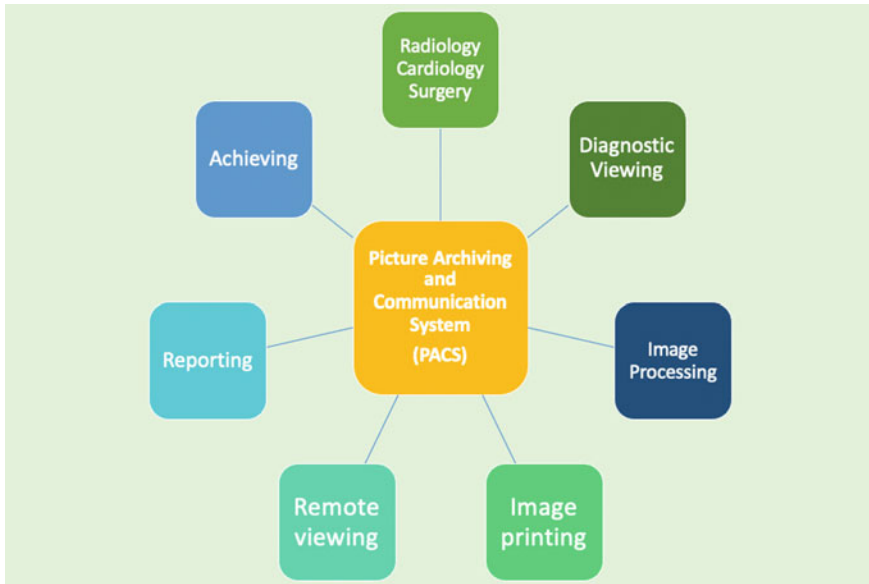 Radiology
Cardiology
Surgery
Achieving
Diagnostic
Viewing
Picture Archiving
and
Communication
System
(PACS)
Reporting
Image
Processing
Remote
viewing
Image
printing